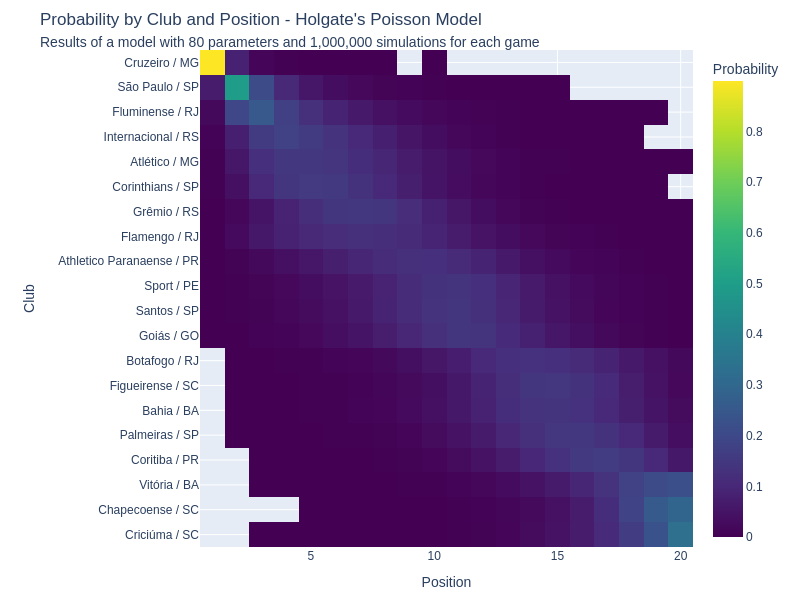 Probability by Club and Position - Holgate's Poisson Model
Results of a model with 80 parameters and 1,000,000 simulations for each game
Probability
Club
Cruzeiro / MG
São Paulo / SP
Fluminense / RJ
Internacional / RS
Atlético / MG
Corinthians / SP
Grêmio / RS
Flamengo / RJ
Athletico Paranaense / PR
Sport / PE
Santos / SP
Goiás / GO
Botafogo / RJ
Figueirense / SC
Bahia / BA
Palmeiras / SP
Coritiba / PR
Vitória / BA
Chapecoense / SC
Criciúma / SC
0.8
0.7
0.6
0.5
0.4
0.3
0.2
0.1
0
5 10 15 20
Position